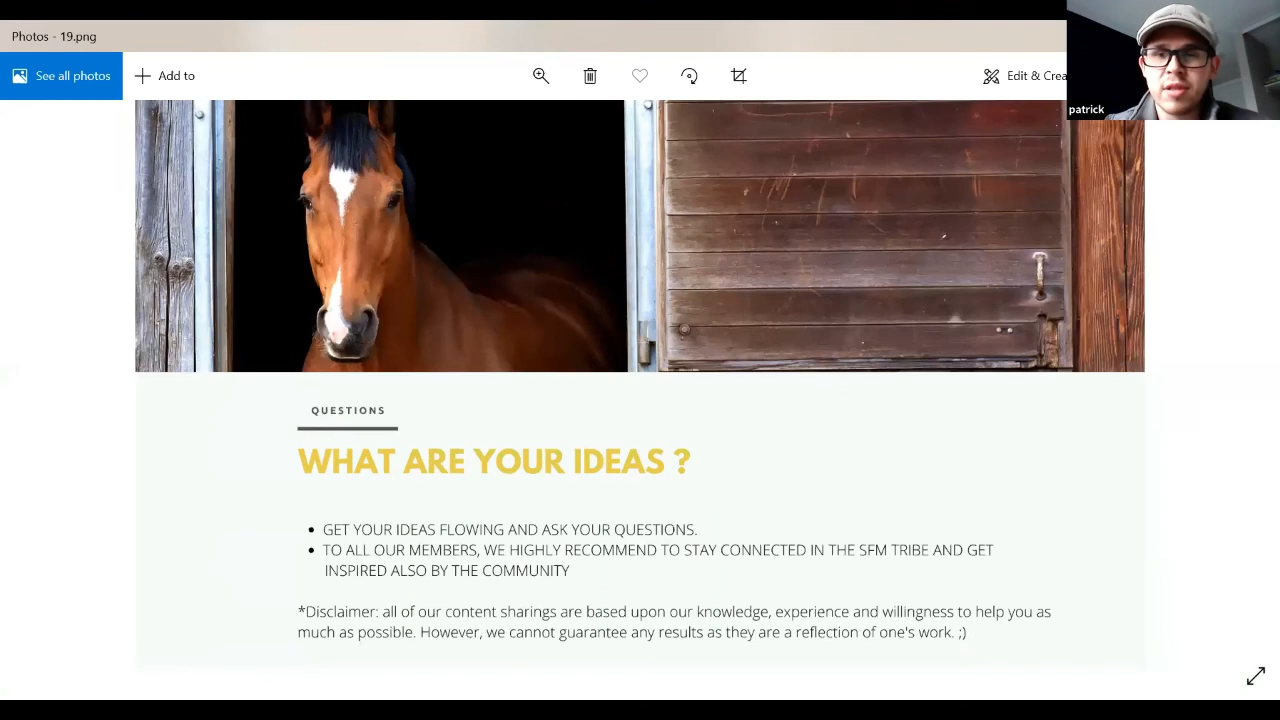 Photos - 19.png
See all photos
Add to
Edit & Crea
patrick
QUESTIONS
WHAT ARE YOUR IDEAS ?
• GET YOUR IDEAS FLOWING AND ASK YOUR QUESTIONS.
• TO ALL OUR MEMBERS, WE HIGHLY RECOMMEND TO STAY CONNECTED IN THE SFM TRIBE AND GET
INSPIRED ALSO BY THE COMMUNITY
*Disclaimer: all of our content sharings are based upon our knowledge, experience and willingness to help you as
much as possible. However, we cannot guarantee any results as they are a reflection of one's work. ;)